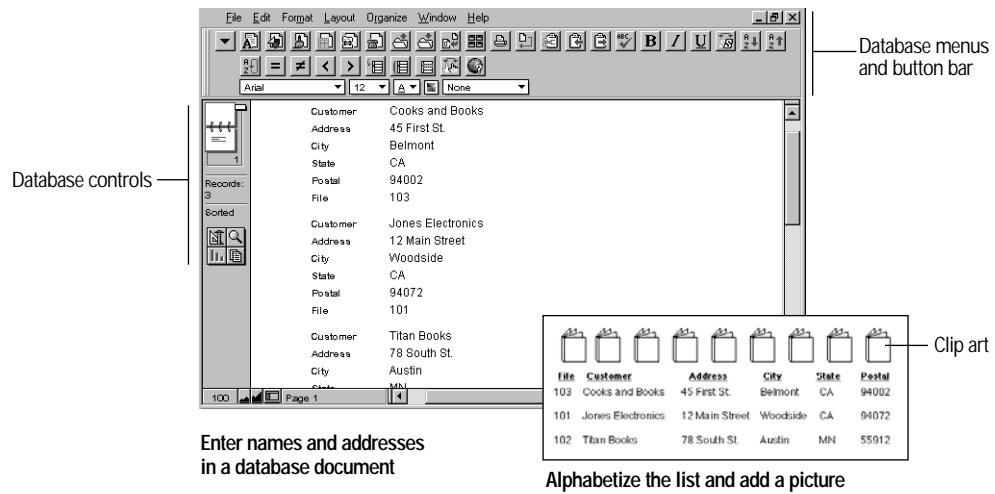 File Edit Format Layout Organize Window Help
B I U
= ≠ < >
Arial 12 A None
Database menus
and button bar
Database controls
1
Records:
3
Sorted
Customer Cooks and Books
Address 45 First St.
City Belmont
State CA
Postal 94002
File 103
Customer Jones Electronics
Address 12 Main Street
City Woodside
State CA
Postal 94072
File 101
Customer Titan Books
Address 78 South St.
City Austin
State MN
100 Page 1
Clip art
File Customer Address City State Postal
103 Cooks and Books 45 First St. Belmont CA 94002
101 Jones Electronics 12 Main Street Woodside CA 94072
102 Titan Books 78 South St. Austin MN 55912
Enter names and addresses
in a database document
Alphabetize the list and add a picture